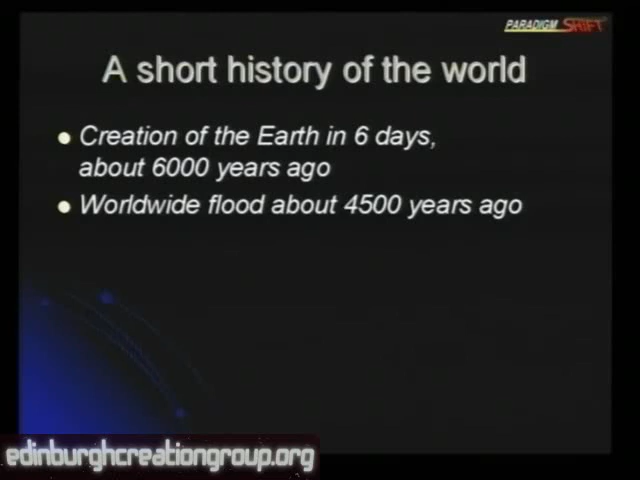 PARADIGM SHIFT
A short history of the world
Creation of the Earth in 6 days,
about 6000 years ago
Worldwide flood about 4500 years ago
edinburghcreationgroup.org